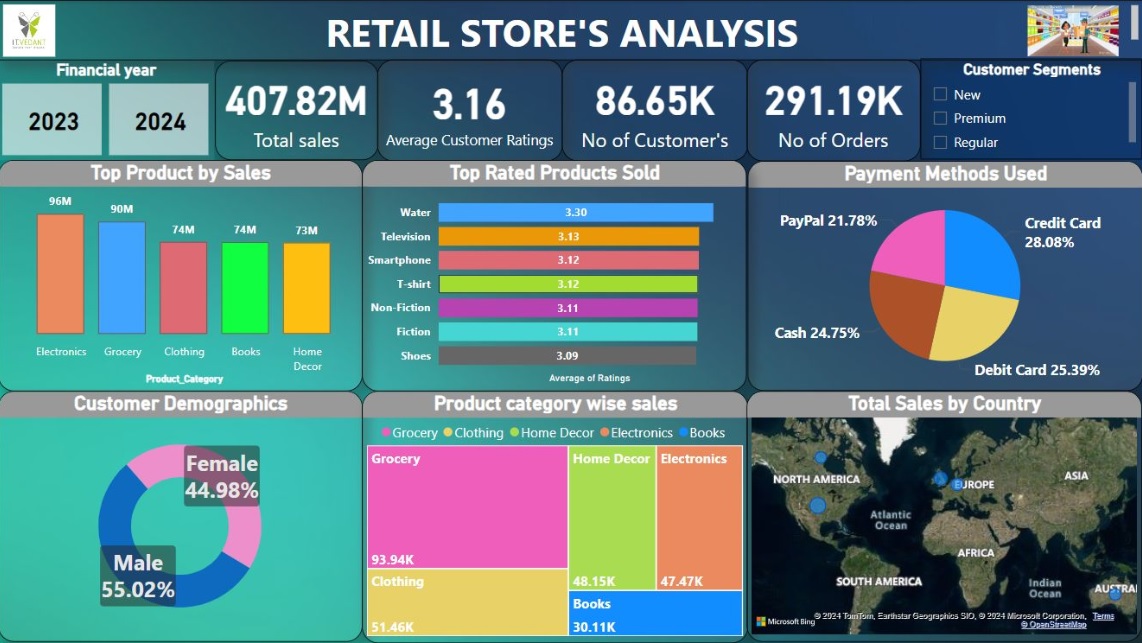 ITVEDANT
RETAIL STORE'S ANALYSIS
Financial year
2023
2024
407.82M
Total sales
3.16
Average Customer Ratings
86.65K
No of Customer's
291.19K
No of Orders
Customer Segments
New
Premium
Regular
Top Product by Sales
96M
90M
74M
74M
73M
Electronics
Grocery
Clothing
Books
Home
Decor
Product_Category
Top Rated Products Sold
Water
3.30
Television
3.13
Smartphone
3.12
T-shirt
3.12
Non-Fiction
3.11
Fiction
3.11
Shoes
3.09
Average of Ratings
Payment Methods Used
PayPal 21.78%
Credit Card
28.08%
Cash 24.75%
Debit Card 25.39%
Customer Demographics
Female
44.98%
Male
55.02%
Product category wise sales
Grocery
Clothing
Home Decor
Electronics
Books
Grocery
93.94K
Clothing
51.46K
Home Decor
48.15K
Electronics
47.47K
Books
30.11K
Total Sales by Country
NORTH AMERICA
EUROPE
ASIA
Atlantic
Ocean
AFRICA
SOUTH AMERICA
Indian
Ocean
AUSTRAL
Microsoft Bing
© 2024 TomTom, Earthstar Geographics SIO, © 2024 Microsoft Corporation, Terms
© OpenStreetMap